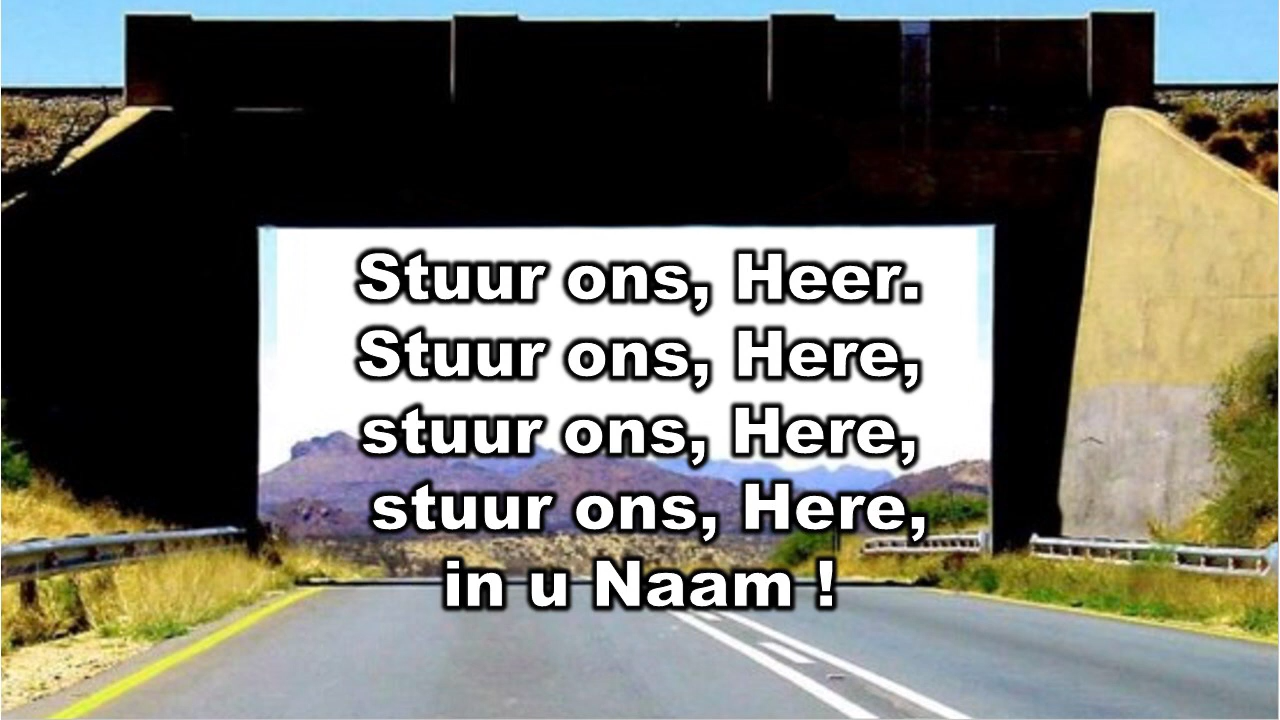 Stuur ons, Heer.
Stuur ons, Here,
stuur ons, Here,
stuur ons, Here,
in u Naam !